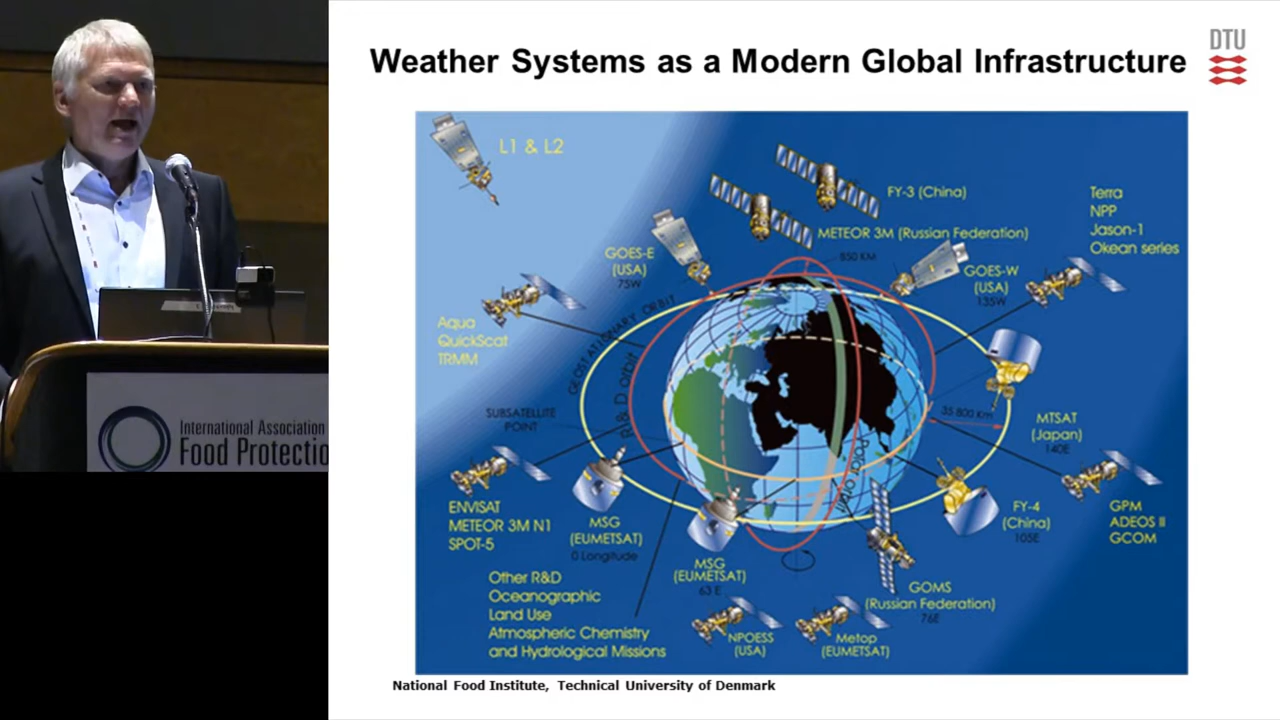 Weather Systems as a Modern Global Infrastructure
DTU
L1 & L2
FY-3 (China)
METEOR 3M (Russian Federation)
850 KM
Terra
NPP
Jason-1
Okean series
GOES-E
(USA)
75W
GOES-W
(USA)
135W
GEOSTATIONARY ORBIT
Aqua
QuickScat
TRMM
R & D orbit
SUBSATELLITE
POINT
35 800 Km
MTSAT
(Japan)
140E
Polar orbit
ENVISAT
METEOR 3M N1
SPOT-5
MSG
(EUMETSAT)
0 Longitude
MSG
(EUMETSAT)
63 E
FY-4
(China)
105E
GPM
ADEOS II
GCOM
GOMS
(Russian Federation)
76E
Other R&D
Oceanographic
Land Use
Atmospheric Chemistry
and Hydrological Missions
NPOESS
(USA)
Metop
(EUMETSAT)
National Food Institute, Technical University of Denmark
International Association
Food Protectio